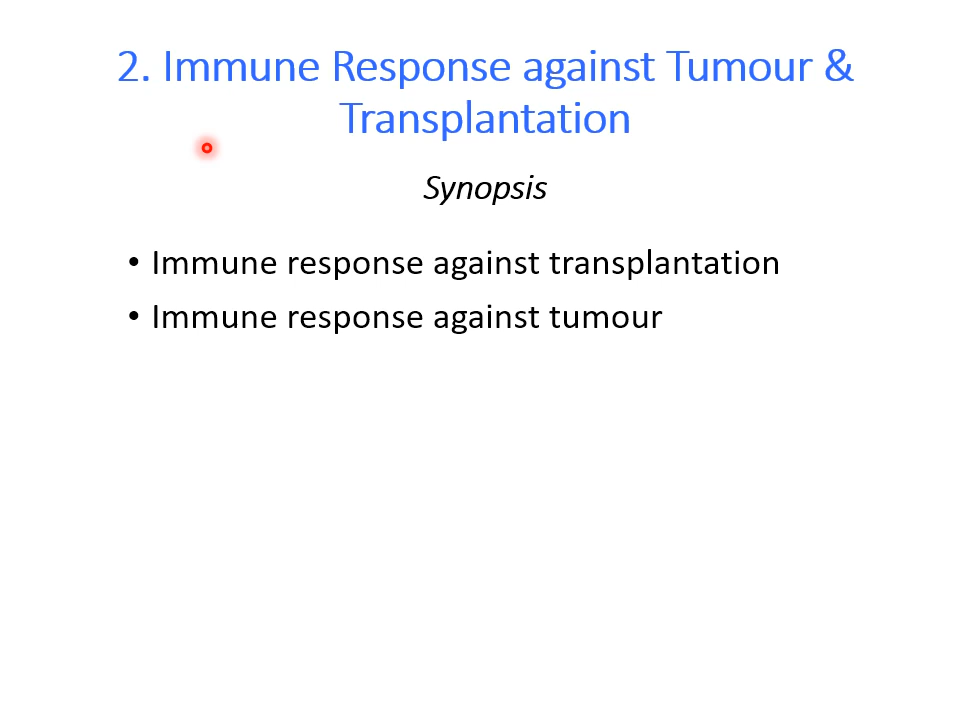 2. Immune Response against Tumour &
Transplantation
Synopsis
• Immune response against transplantation
• Immune response against tumour